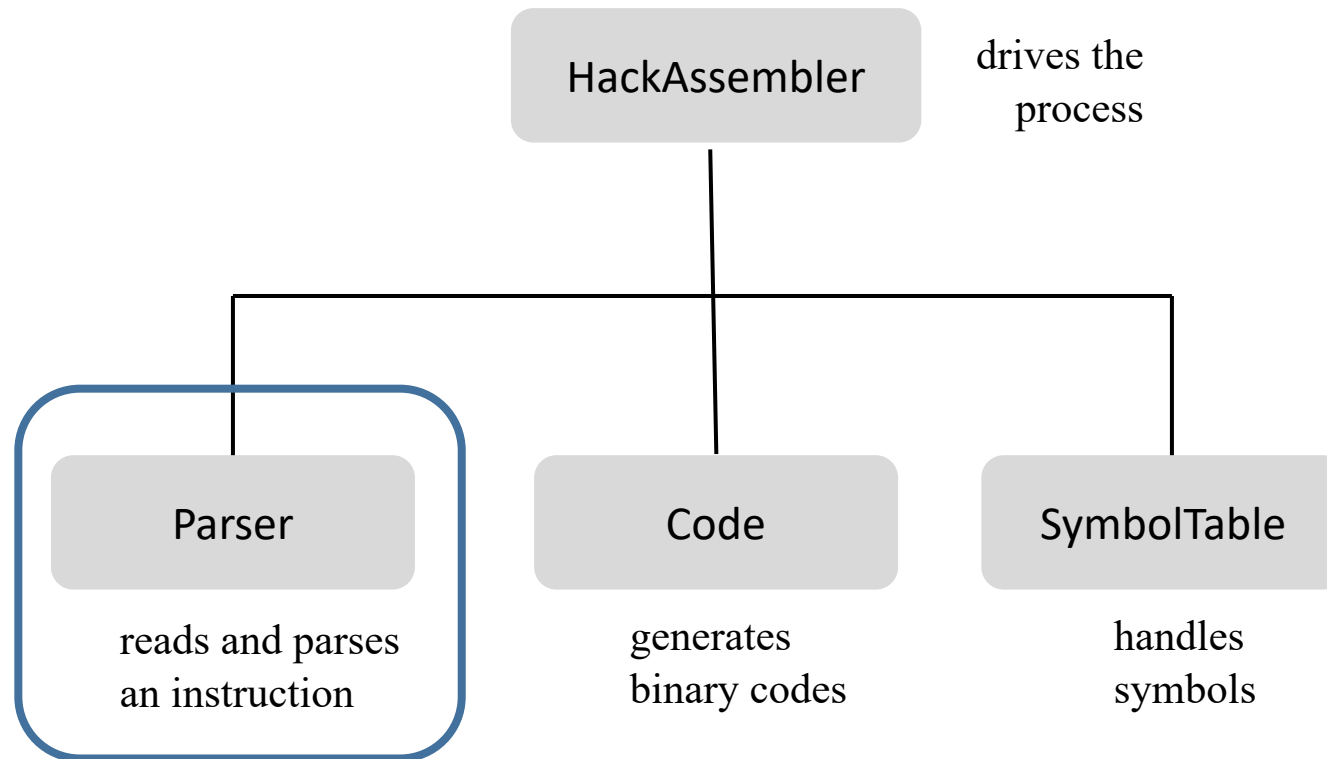 HackAssembler
drives the
process
Parser
Code
SymbolTable
reads and parses
an instruction
generates
binary codes
handles
symbols